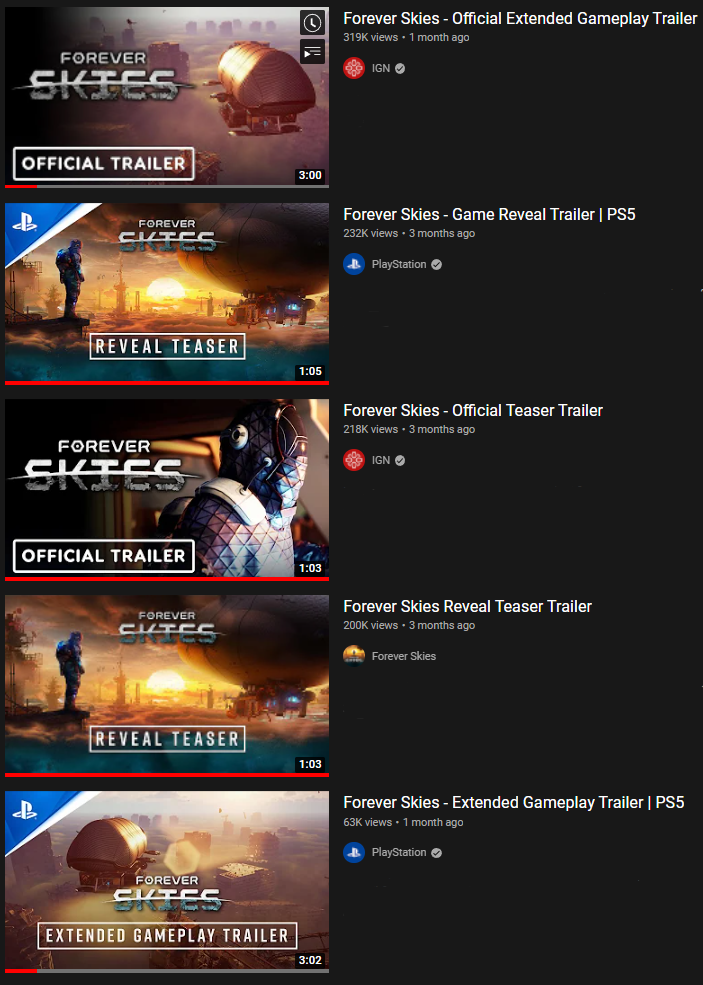 FOREVER
SKIES
OFFICIAL TRAILER
3:00
Forever Skies - Official Extended Gameplay Trailer
319K views • 1 month ago
IGN
FOREVER
SKIES
REVEAL TEASER
1:05
Forever Skies - Game Reveal Trailer | PS5
232K views • 3 months ago
PlayStation
FOREVER
SKIES
OFFICIAL TRAILER
1:03
Forever Skies - Official Teaser Trailer
218K views • 3 months ago
IGN
FOREVER
SKIES
REVEAL TEASER
1:03
Forever Skies Reveal Teaser Trailer
200K views • 3 months ago
Forever Skies
FOREVER
SKIES
EXTENDED GAMEPLAY TRAILER
3:02
Forever Skies - Extended Gameplay Trailer | PS5
63K views • 1 month ago
PlayStation